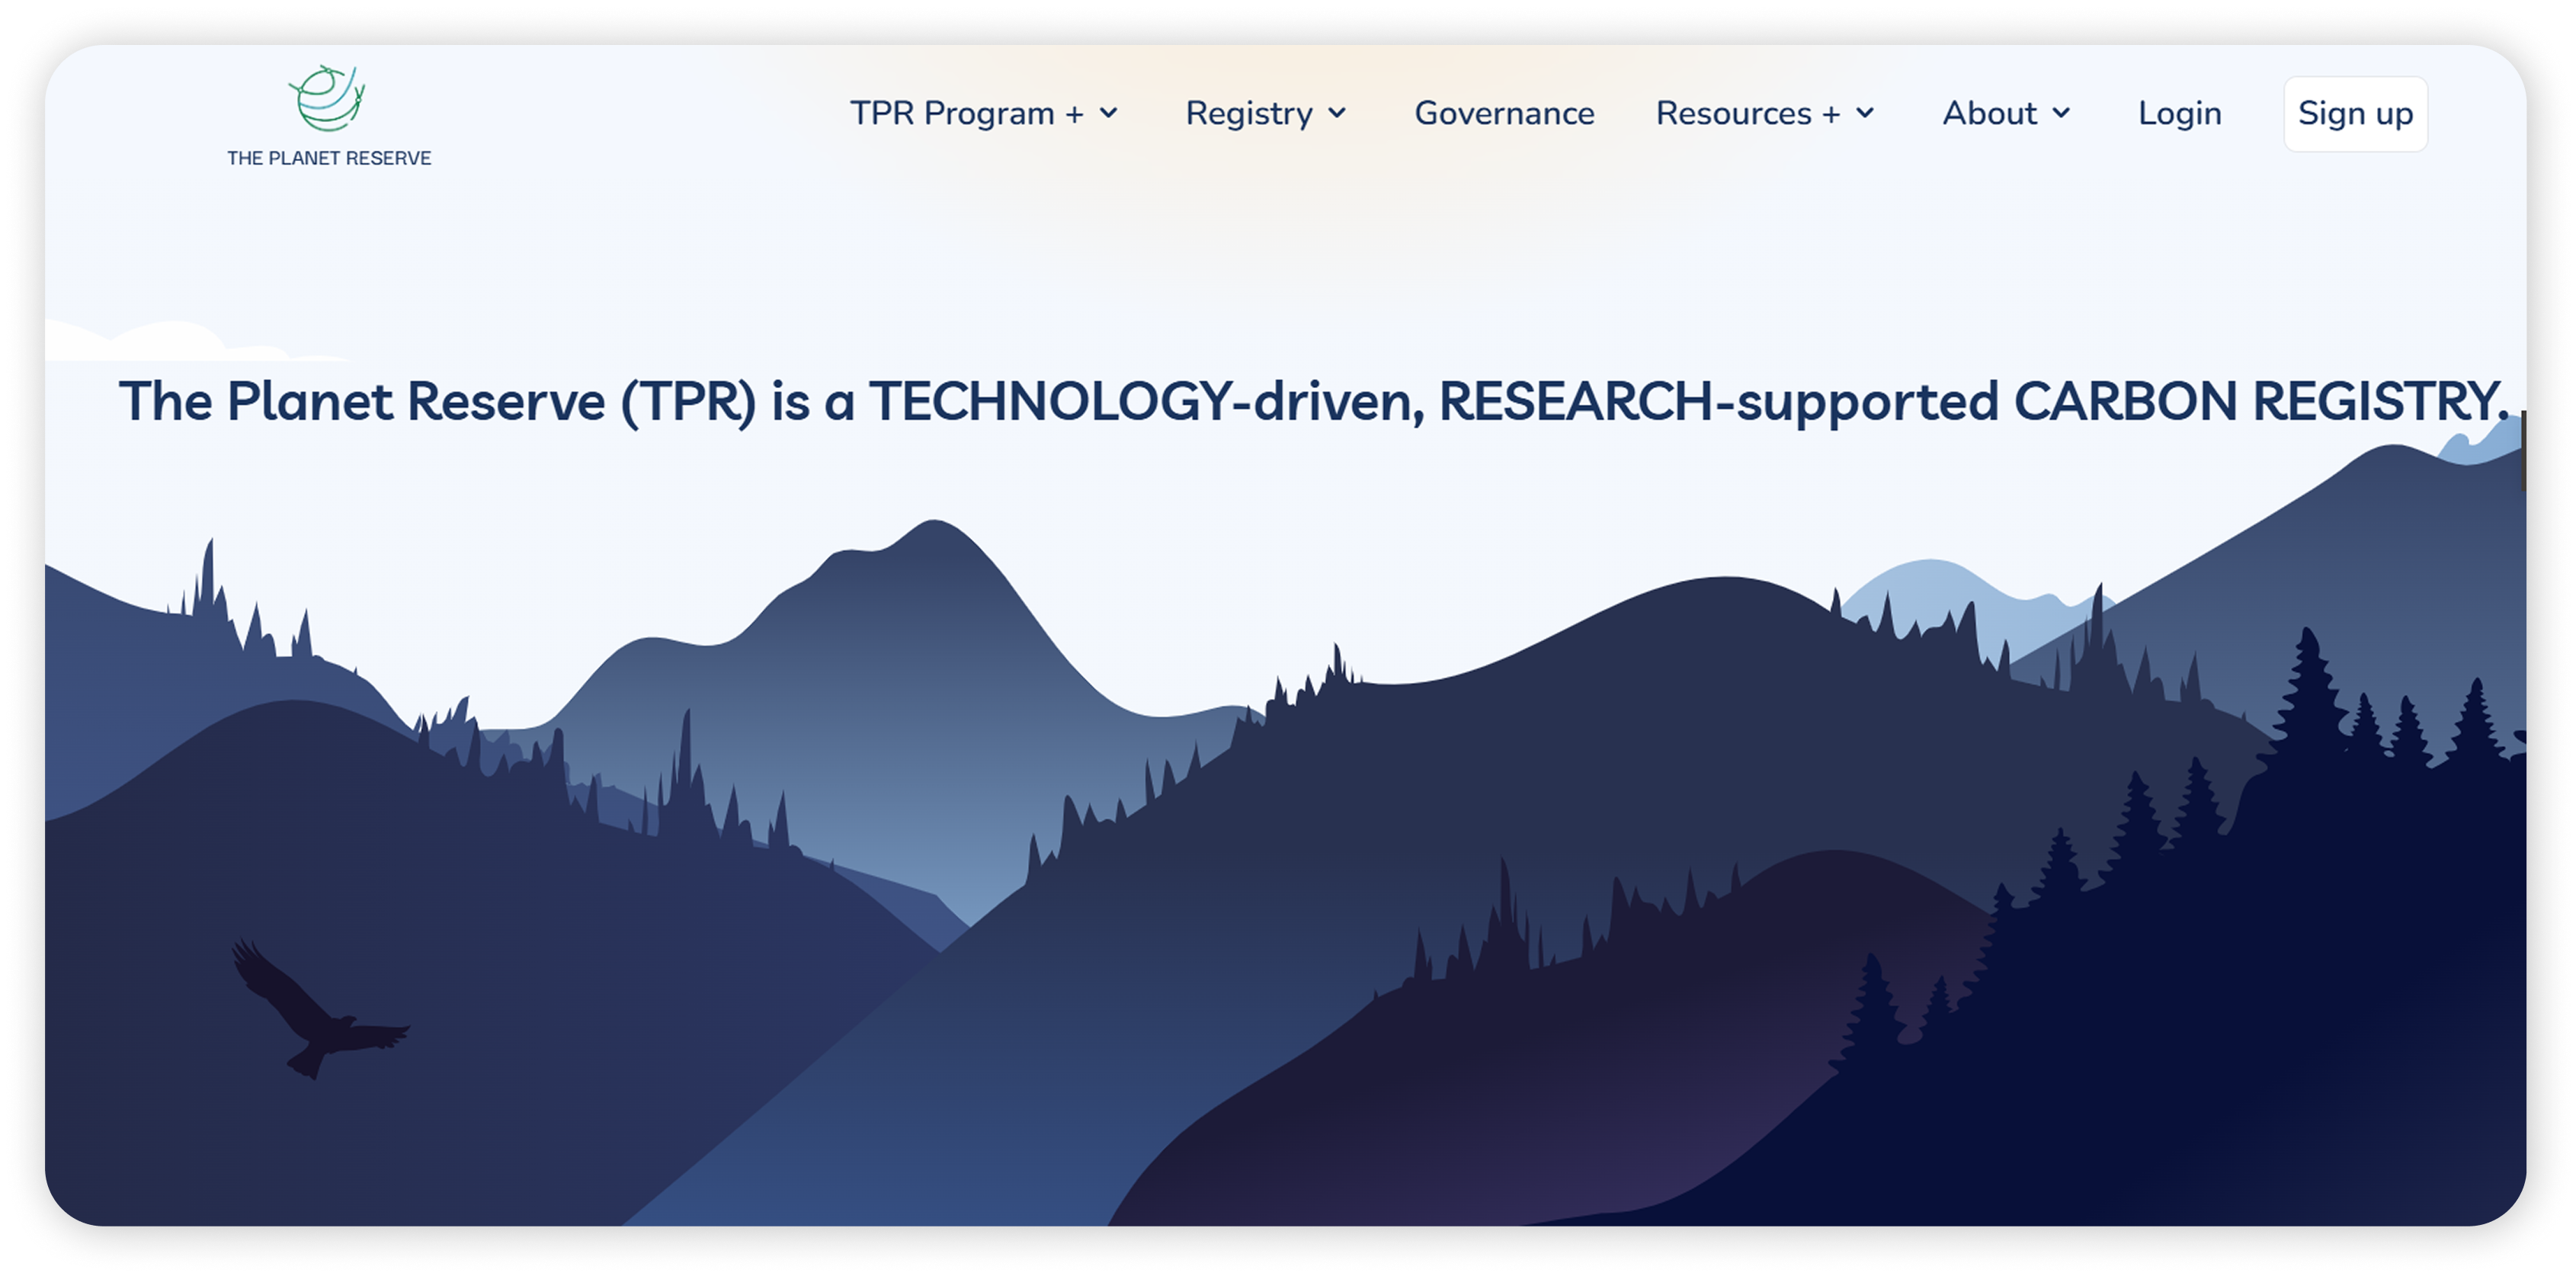 THE PLANET RESERVE
TPR Program + Registry Governance Resources + About Login Sign up
The Planet Reserve (TPR) is a TECHNOLOGY-driven, RESEARCH-supported CARBON REGISTRY.